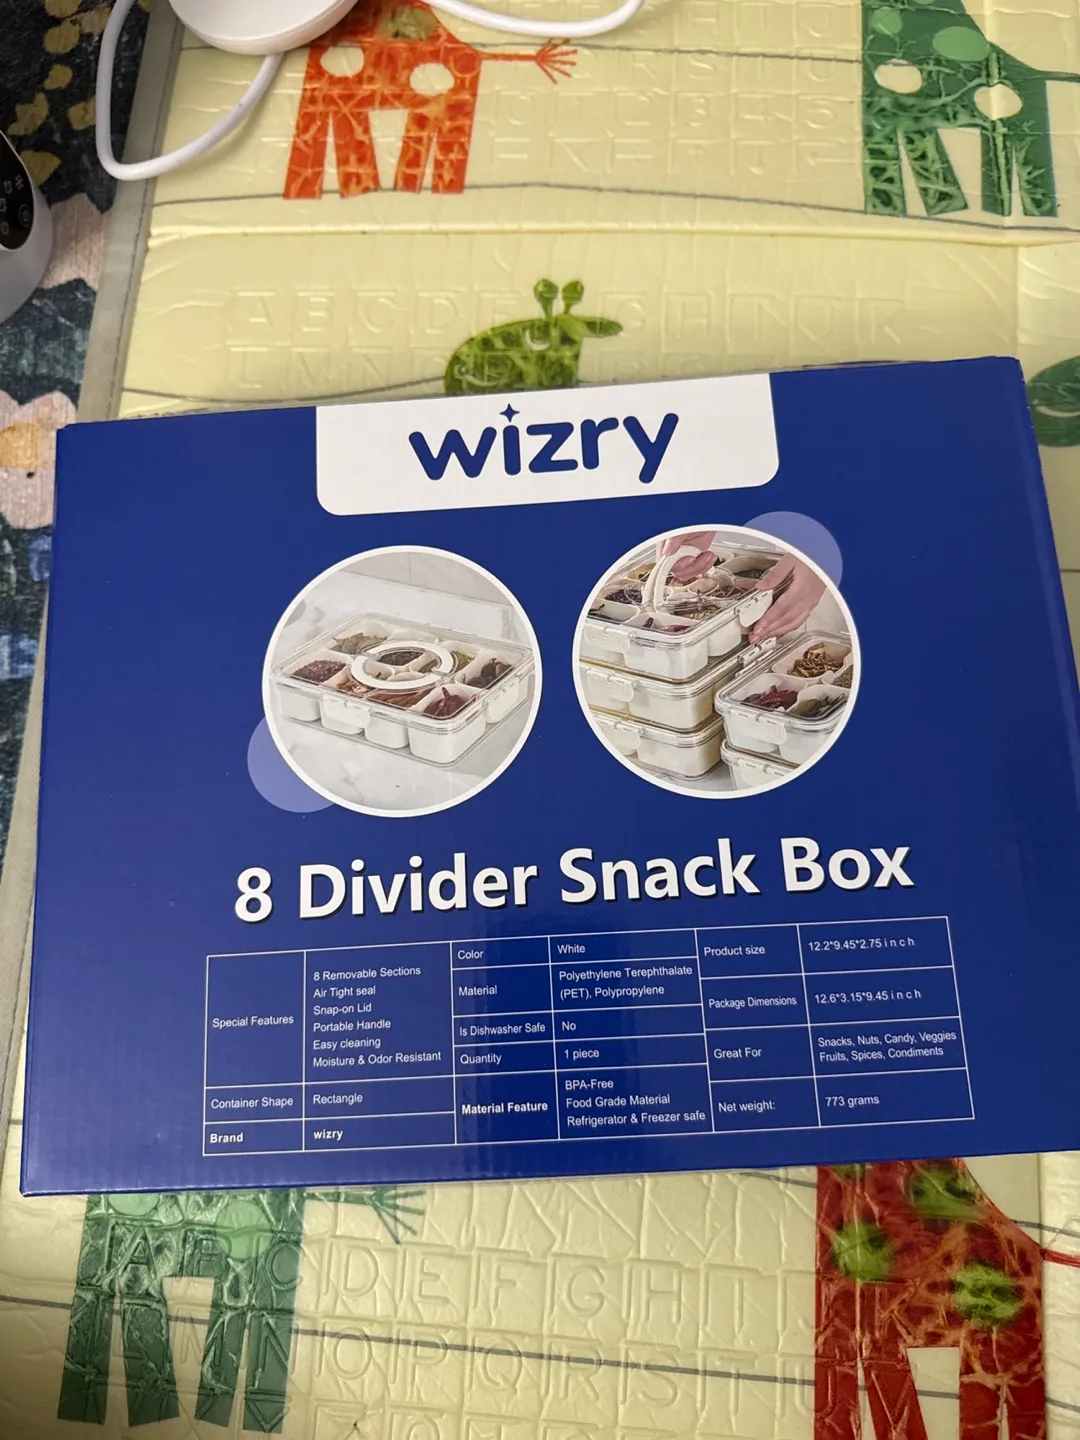 ABCDE
wizry
8 Divider Snack Box
Special Features
8 Removable Sections
Air Tight seal
Snap-on Lid
Portable Handle
Easy cleaning
Moisture & Odor Resistant
Container Shape
Rectangle
Brand
wizry
Color
White
Material
Polyethylene Terephthalate
(PET), Polypropylene
Is Dishwasher Safe
No
Quantity
1 piece
Material Feature
BPA-Free
Food Grade Material
Refrigerator & Freezer safe
Product size
12.2*9.45*2.75 inch
Package Dimensions
12.6*3.15*9.45 inch
Great For
Snacks, Nuts, Candy, Veggies
Fruits, Spices, Condiments
Net weight:
773 grams
ABCDEFGHIJ
NOPQRSTU